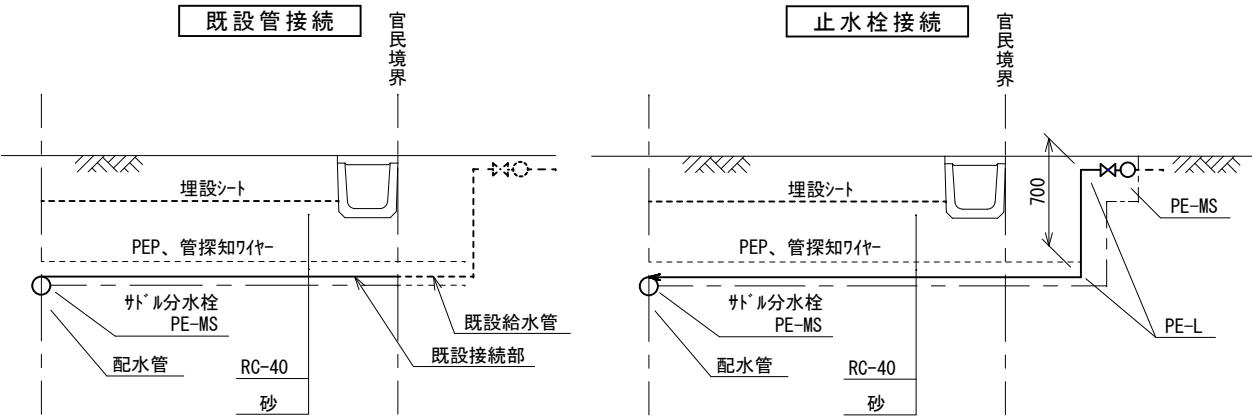 既設管接続
官民境界
埋設シート
PEP、管探知ワイヤー
サドル分水栓
PE-MS
既設給水管
既設接続部
配水管
RC-40
砂
止水栓接続
官民境界
700
埋設シート
PE-MS
PEP、管探知ワイヤー
サドル分水栓
PE-MS
PE-L
配水管
RC-40
砂